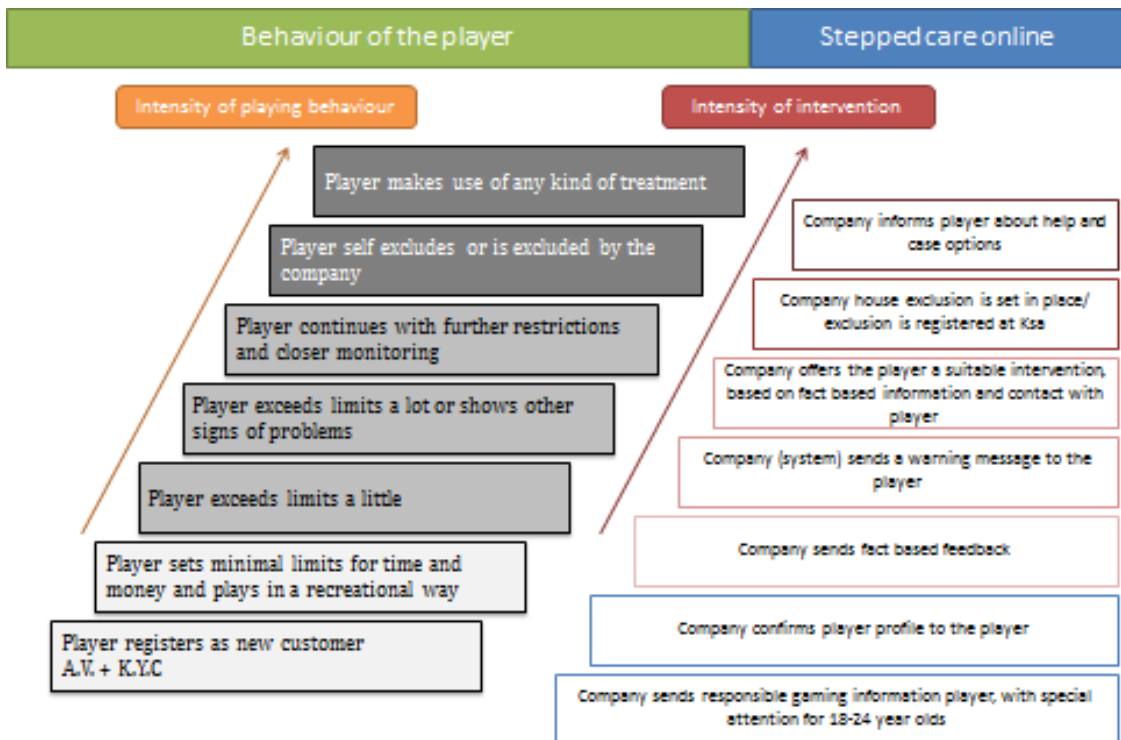 Behaviour of the player
Stepped care online
Intensity of playing behaviour
Intensity of intervention
Player makes use of any kind of treatment
Player self excludes or is excluded by the
company
Player continues with further restrictions
and closer monitoring
Player exceeds limits a lot or shows other
signs of problems
Player exceeds limits a little
Player sets minimal limits for time and
money and plays in a recreational way
Player registers as new customer
A.V. + K.Y.C
Company informs player about help and
case options
Company house exclusion is set in place/
exclusion is registered at Ksa
Company offers the player a suitable intervention,
based on fact based information and contact with
player
Company (system) sends a warning message to the
player
Company sends fact based feedback
Company confirms player profile to the player
Company sends responsible gaming information player, with special
attention for 18-24 year olds